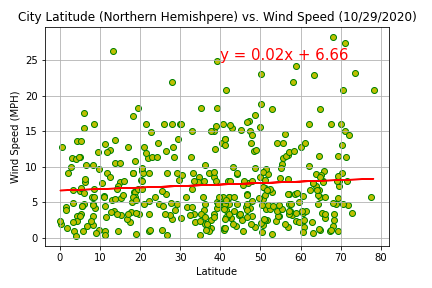 City Latitude (Northern Hemishpere) vs. Wind Speed (10/29/2020)
y = 0.02x + 6.66
Wind Speed (MPH)
25
20
15
10
5
0
0 10 20 30 40 50 60 70 80
Latitude